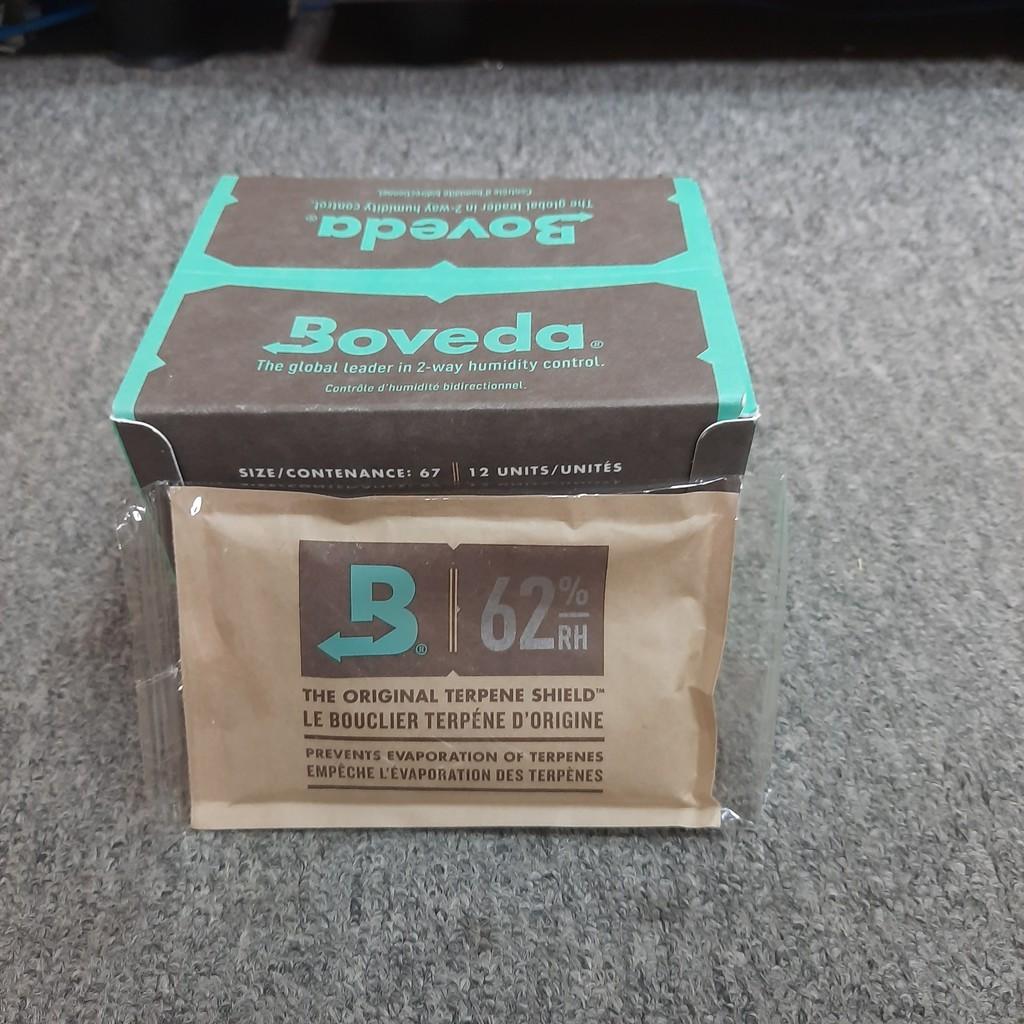 Contrôle d'humidité bidirectionnel.
The global leader in 2-way humidity control.
Boveda®
Boveda®
The global leader in 2-way humidity control.
Contrôle d'humidité bidirectionnel.
SIZE/CONTENANCE: 67 | 12 UNITS/UNITÉS
B® | 62% RH
THE ORIGINAL TERPENE SHIELD™
LE BOUCLIER TERPÉNE D'ORIGINE
PREVENTS EVAPORATION OF TERPENES
EMPÊCHE L'ÉVAPORATION DES TERPÈNES